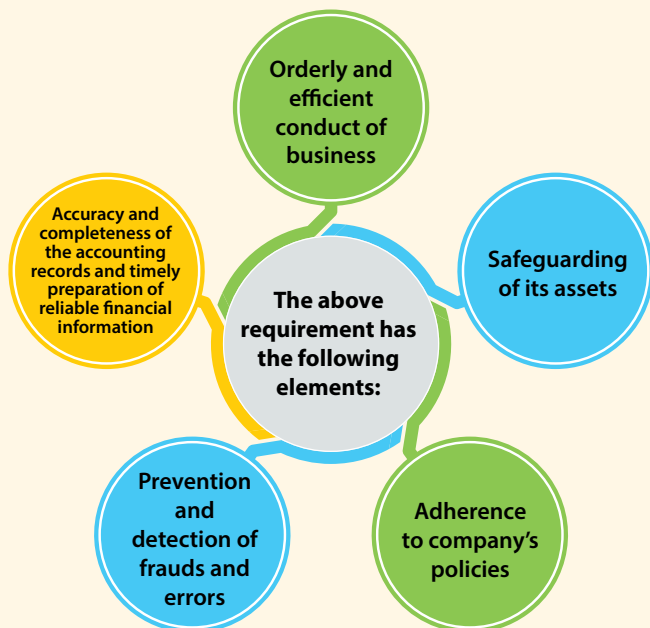 Orderly and
efficient
conduct of
business
Accuracy and
completeness of
the accounting
records and timely
preparation of
reliable financial
information
The above
requirement has
the following
elements:
Safeguarding
of its assets
Prevention
and
detection of
frauds and
errors
Adherence
to company's
policies